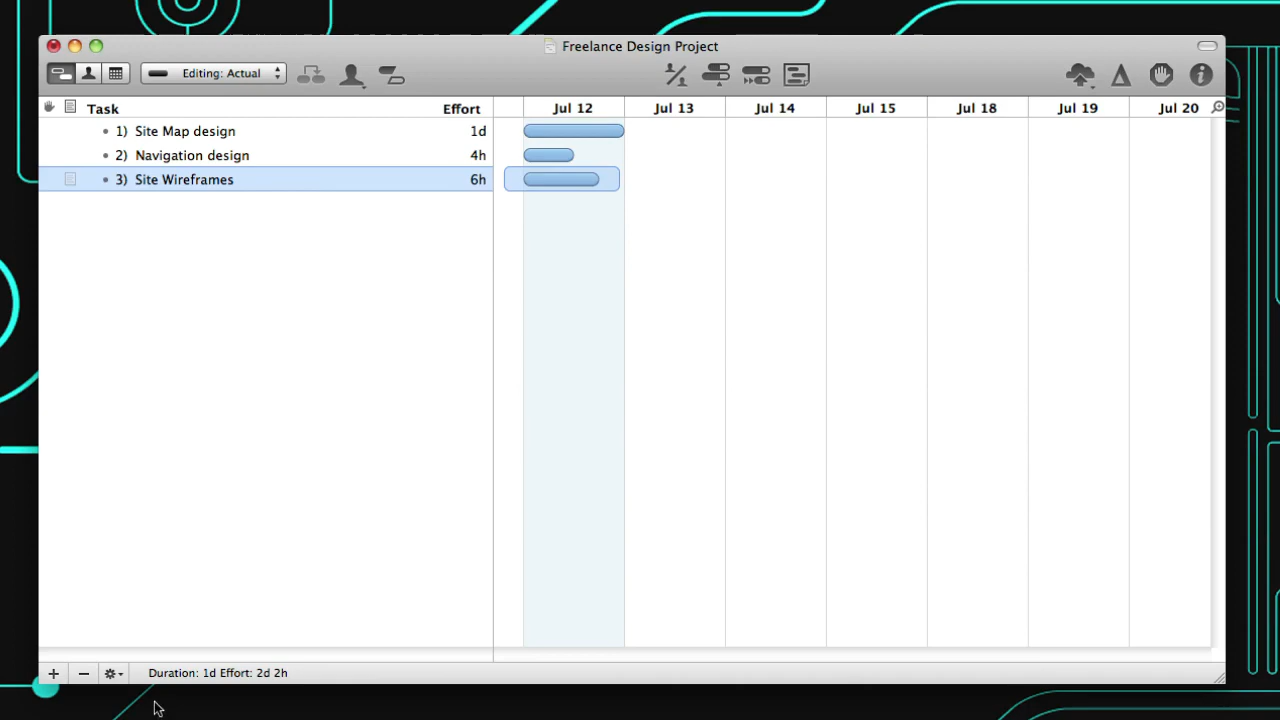 Freelance Design Project
Editing: Actual
Task Effort Jul 12 Jul 13 Jul 14 Jul 15 Jul 18 Jul 19 Jul 20
1) Site Map design 1d
2) Navigation design 4h
3) Site Wireframes 6h
Duration: 1d Effort: 2d 2h